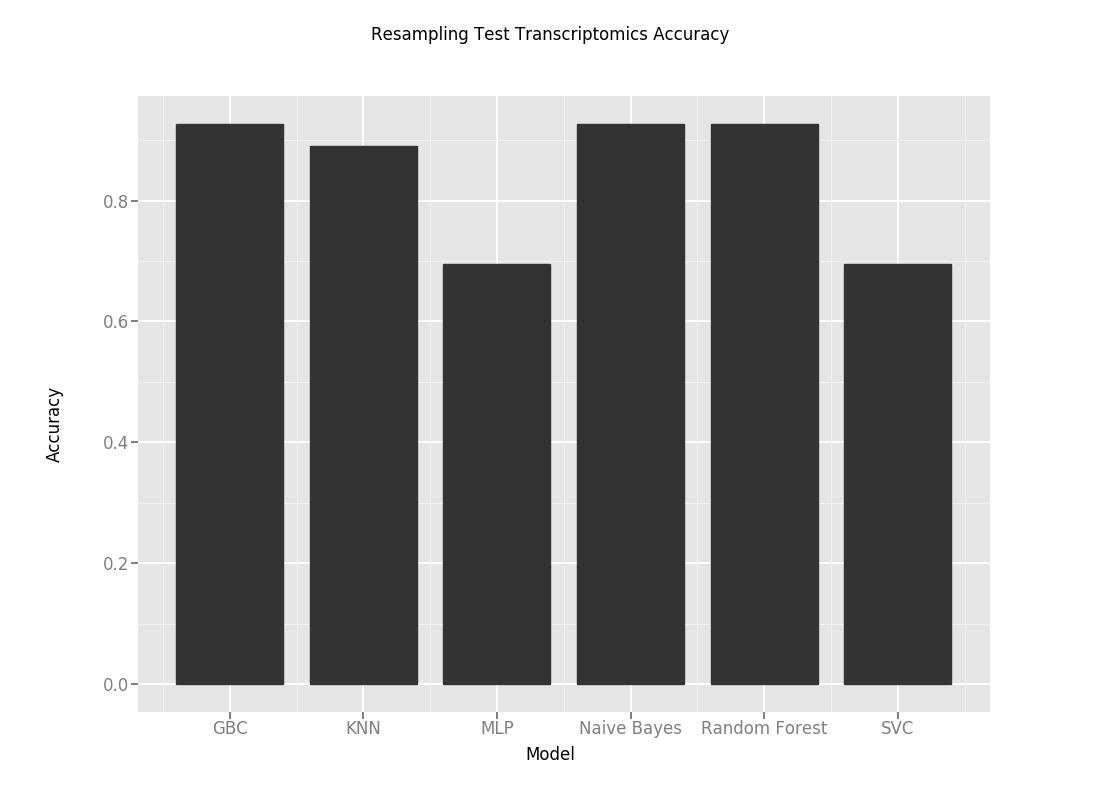 Resampling Test Transcriptomics Accuracy
Accuracy
0.8
0.6
0.4
0.2
0.0
GBC KNN MLP Naive Bayes Random Forest SVC
Model